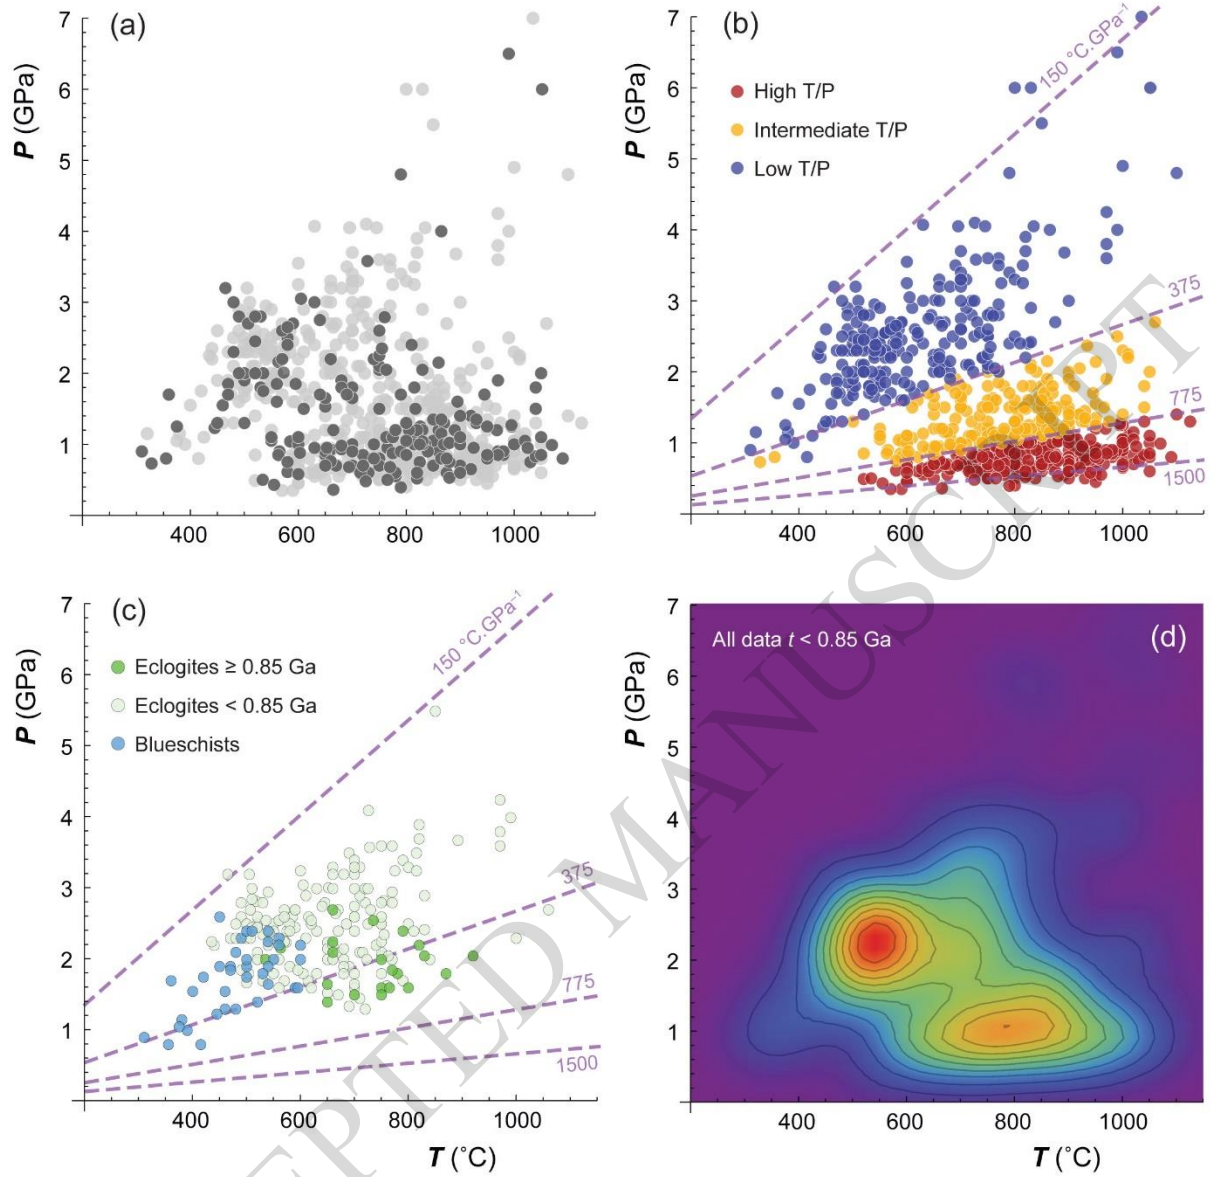 (a)
P (GPa)
7
6
5
4
3
2
1
400 600 800 1000
(b)
P (GPa)
7
6
5
4
3
2
1
High T/P
Intermediate T/P
Low T/P
150 °C.GPa⁻¹
375
775
1500
400 600 800 1000
(c)
P (GPa)
7
6
5
4
3
2
1
Eclogites ≥ 0.85 Ga
Eclogites < 0.85 Ga
Blueschists
150 °C.GPa⁻¹
375
775
1500
400 600 800 1000
T (˚C)
(d)
All data t < 0.85 Ga
P (GPa)
7
6
5
4
3
2
1
400 600 800 1000
T (˚C)
EPTED MANUSCRIPT